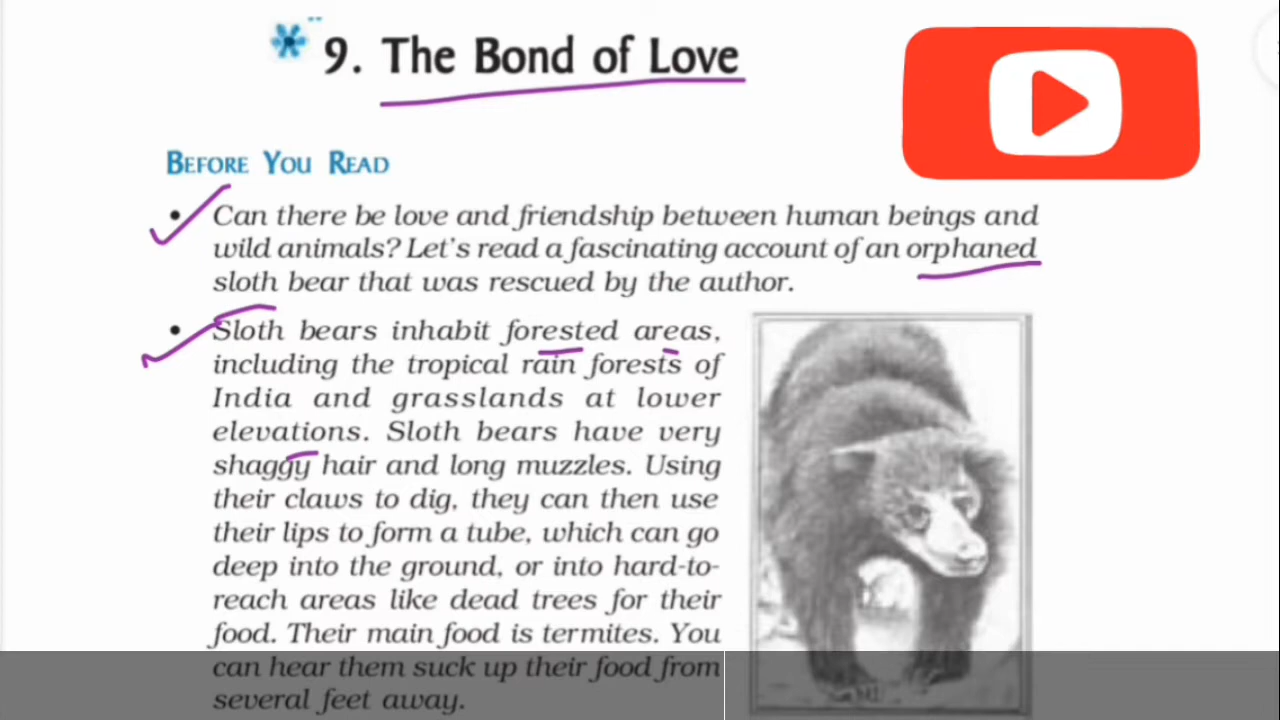 9. The Bond of Love
BEFORE YOU READ
• Can there be love and friendship between human beings and
wild animals? Let's read a fascinating account of an orphaned
sloth bear that was rescued by the author.
• Sloth bears inhabit forested areas,
including the tropical rain forests of
India and grasslands at lower
elevations. Sloth bears have very
shaggy hair and long muzzles. Using
their claws to dig, they can then use
their lips to form a tube, which can go
deep into the ground, or into hard-to-
reach areas like dead trees for their
food. Their main food is termites. You
can hear them suck up their food from
several feet away.